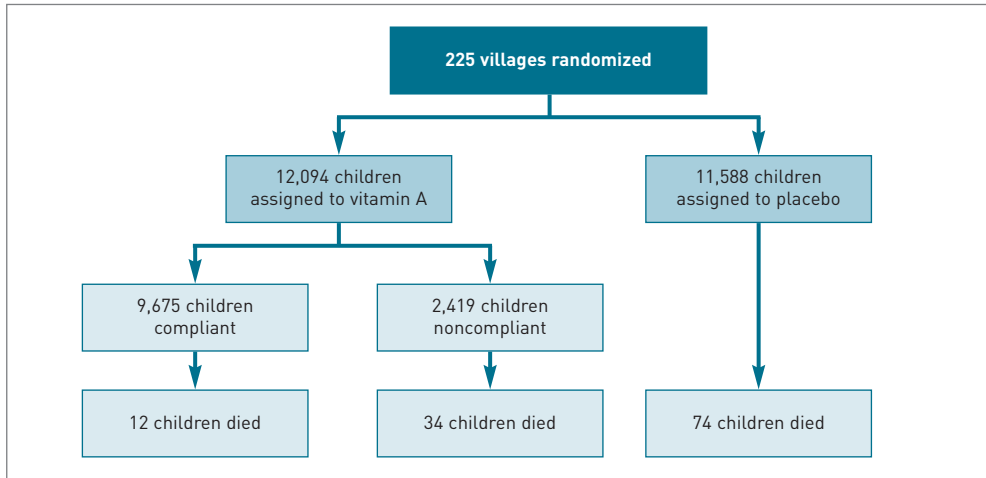 225 villages randomized
12,094 children
assigned to vitamin A
11,588 children
assigned to placebo
9,675 children
compliant
2,419 children
noncompliant
12 children died
34 children died
74 children died